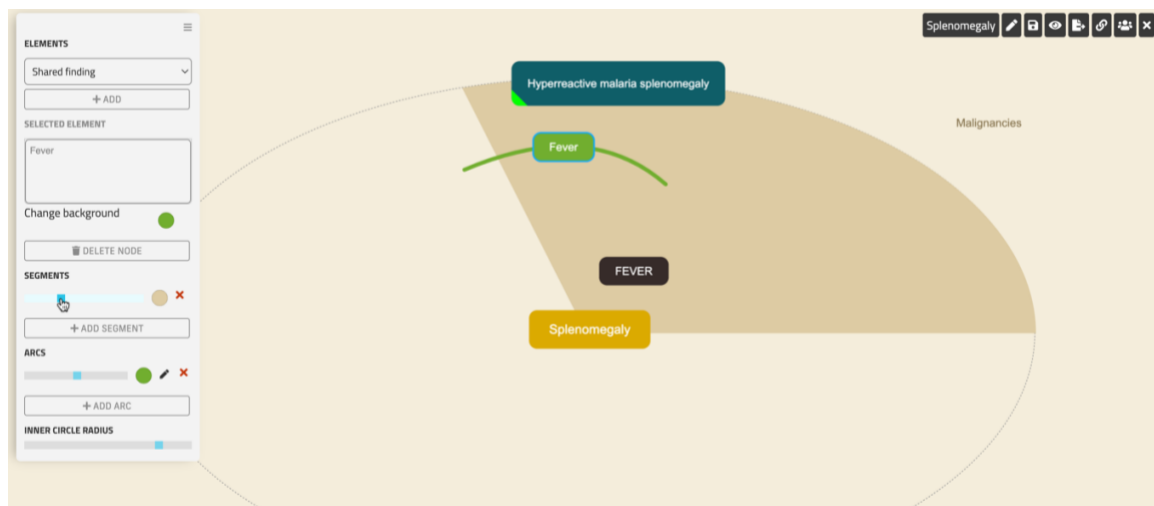 ELEMENTS
Shared finding
+ ADD
SELECTED ELEMENT
Fever
Change background
DELETE NODE
SEGMENTS
+ ADD SEGMENT
ARCS
+ ADD ARC
INNER CIRCLE RADIUS
Splenomegaly
Hyperreactive malaria splenomegaly
Malignancies
Fever
FEVER
Splenomegaly